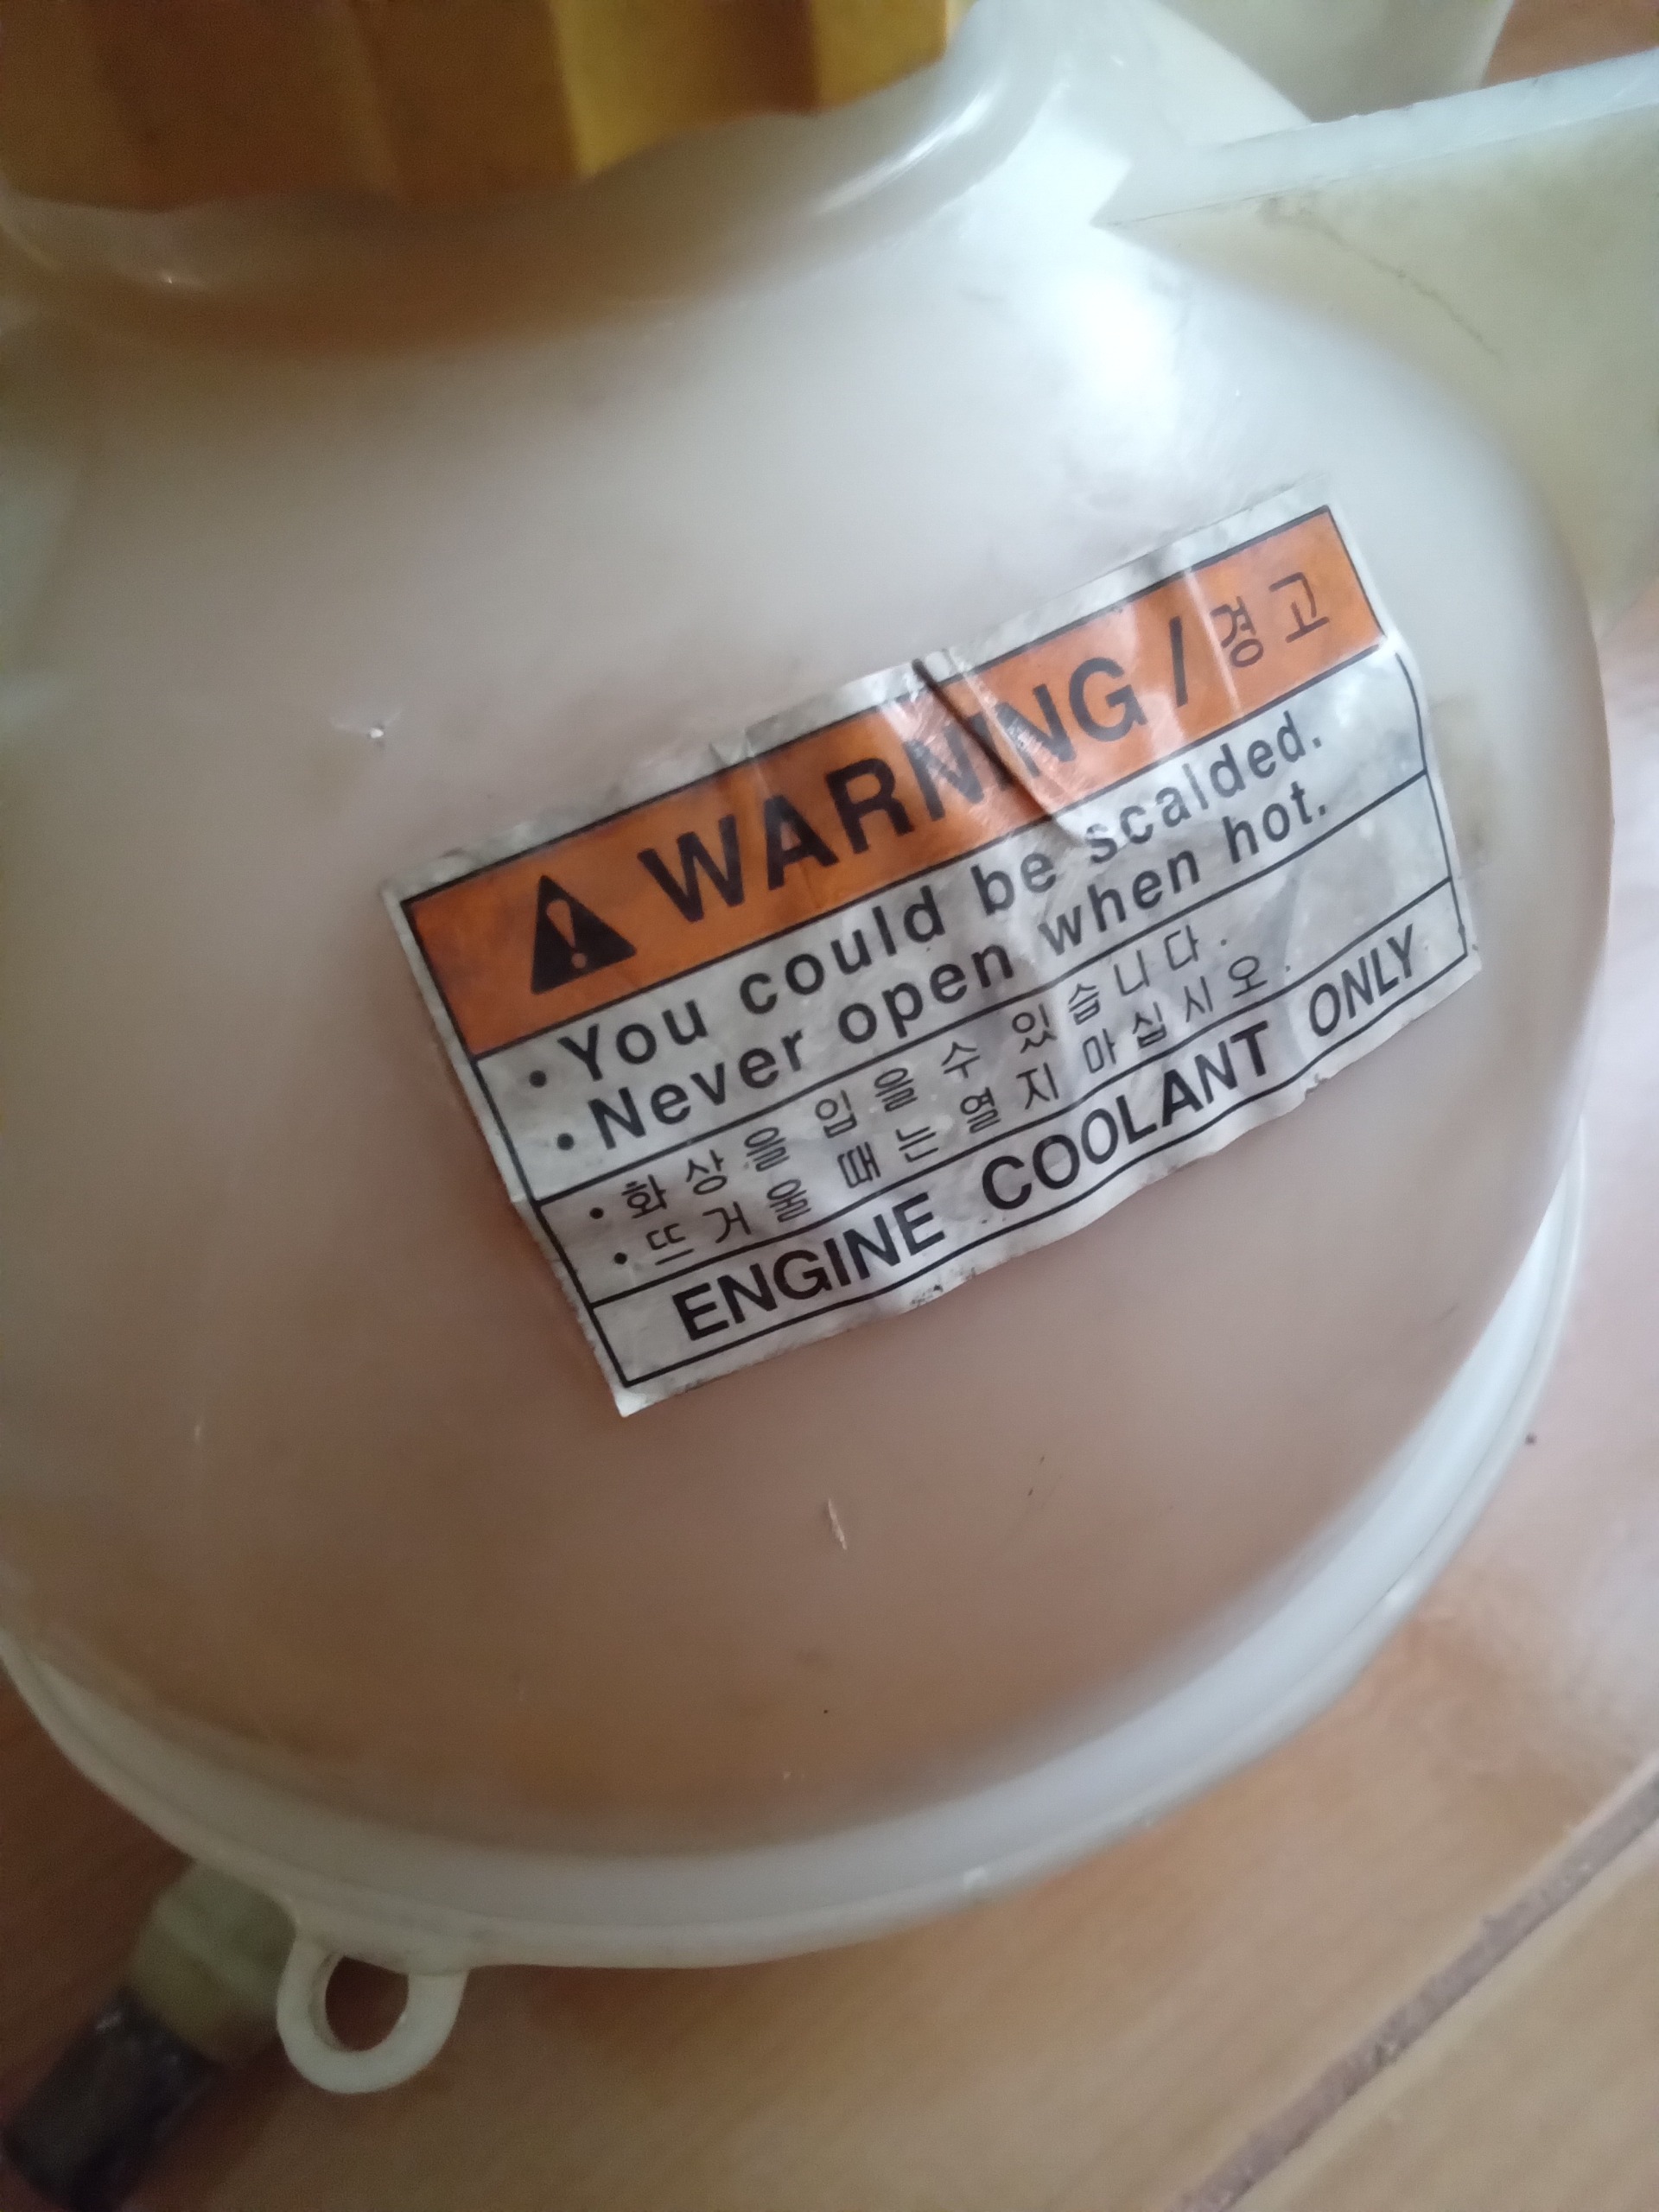 WARNING / 경고
• You could be scalded.
• Never open when hot.
• 화상을 입을 수 있습니다.
• 뜨거울 때는 열지 마십시오.
ENGINE COOLANT ONLY